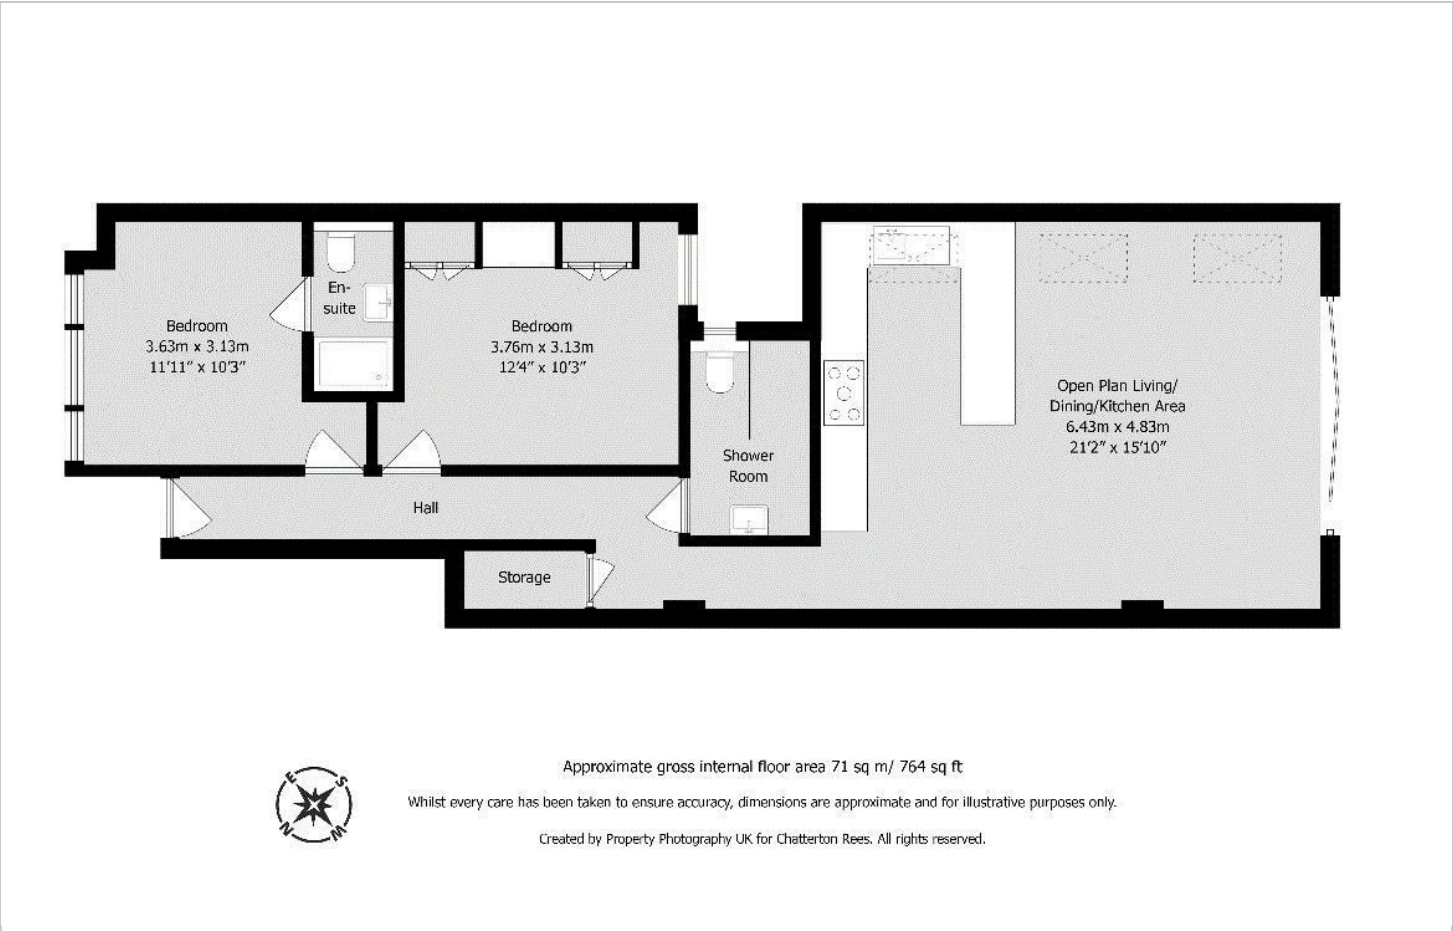 Bedroom
3.63m x 3.13m
11'11" x 10'3"
En-
suite
Bedroom
3.76m x 3.13m
12'4" x 10'3"
Shower
Room
Open Plan Living/
Dining/Kitchen Area
6.43m x 4.83m
21'2" x 15'10"
Hall
Storage
E
S
N
W
Approximate gross internal floor area 71 sq m/ 764 sq ft
Whilst every care has been taken to ensure accuracy, dimensions are approximate and for illustrative purposes only.
Created by Property Photography UK for Chatterton Rees. All rights reserved.